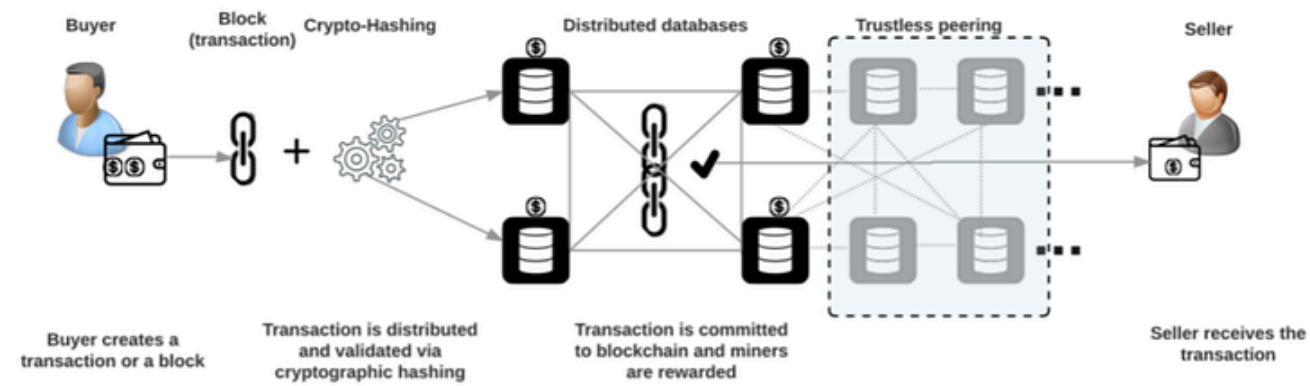 Buyer
Block
(transaction)
Crypto-Hashing
Distributed databases
Trustless peering
Seller
Buyer creates a
transaction or a block
Transaction is distributed
and validated via
cryptographic hashing
Transaction is committed
to blockchain and miners
are rewarded
Seller receives the
transaction